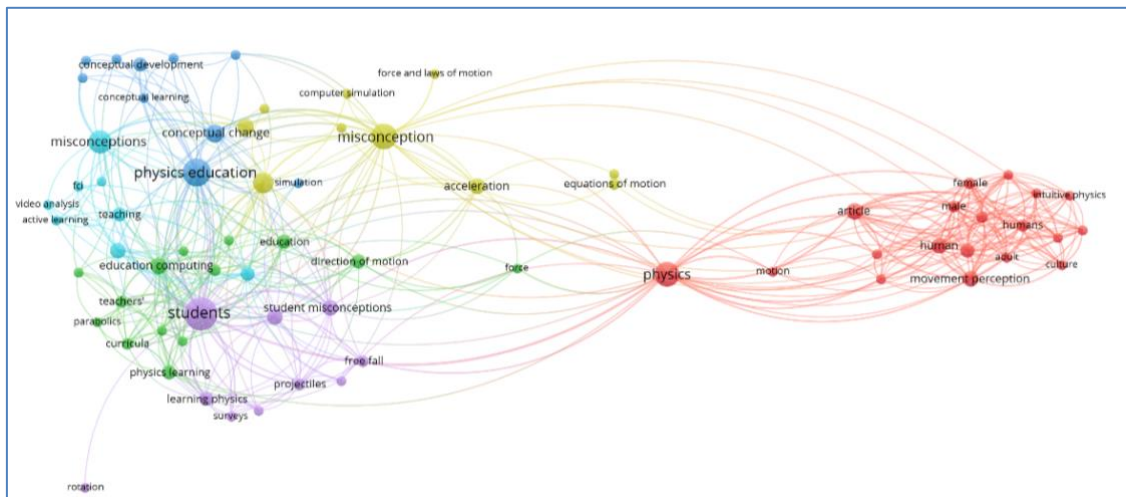 conceptual development
conceptual learning
force and laws of motion
computer simulation
misconceptions
conceptual change
misconception
physics education
simulation
acceleration
equations of motion
fci
video analysis
active learning
teaching
education
education computing
direction of motion
force
teachers'
parabolics
curricula
physics learning
students
student misconceptions
free fall
projectiles
learning physics
surveys
rotation
physics
motion
article
female
male
intuitive physics
humans
human
adult
culture
movement perception